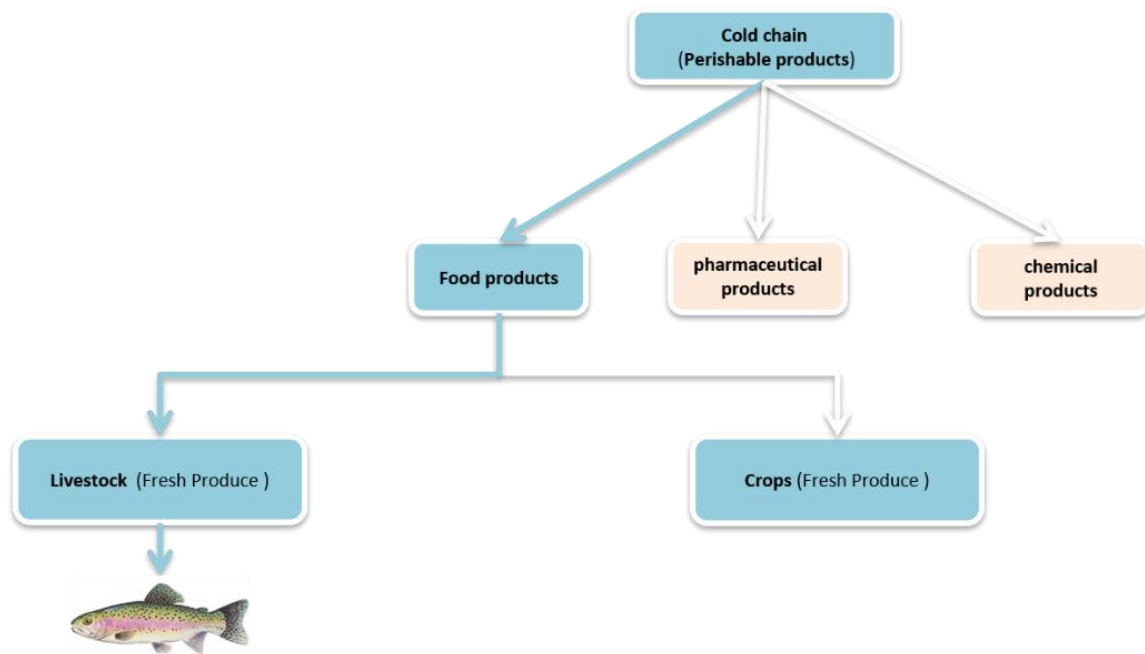 Cold chain
(Perishable products)
Food products
pharmaceutical
products
chemical
products
Livestock (Fresh Produce )
Crops (Fresh Produce )